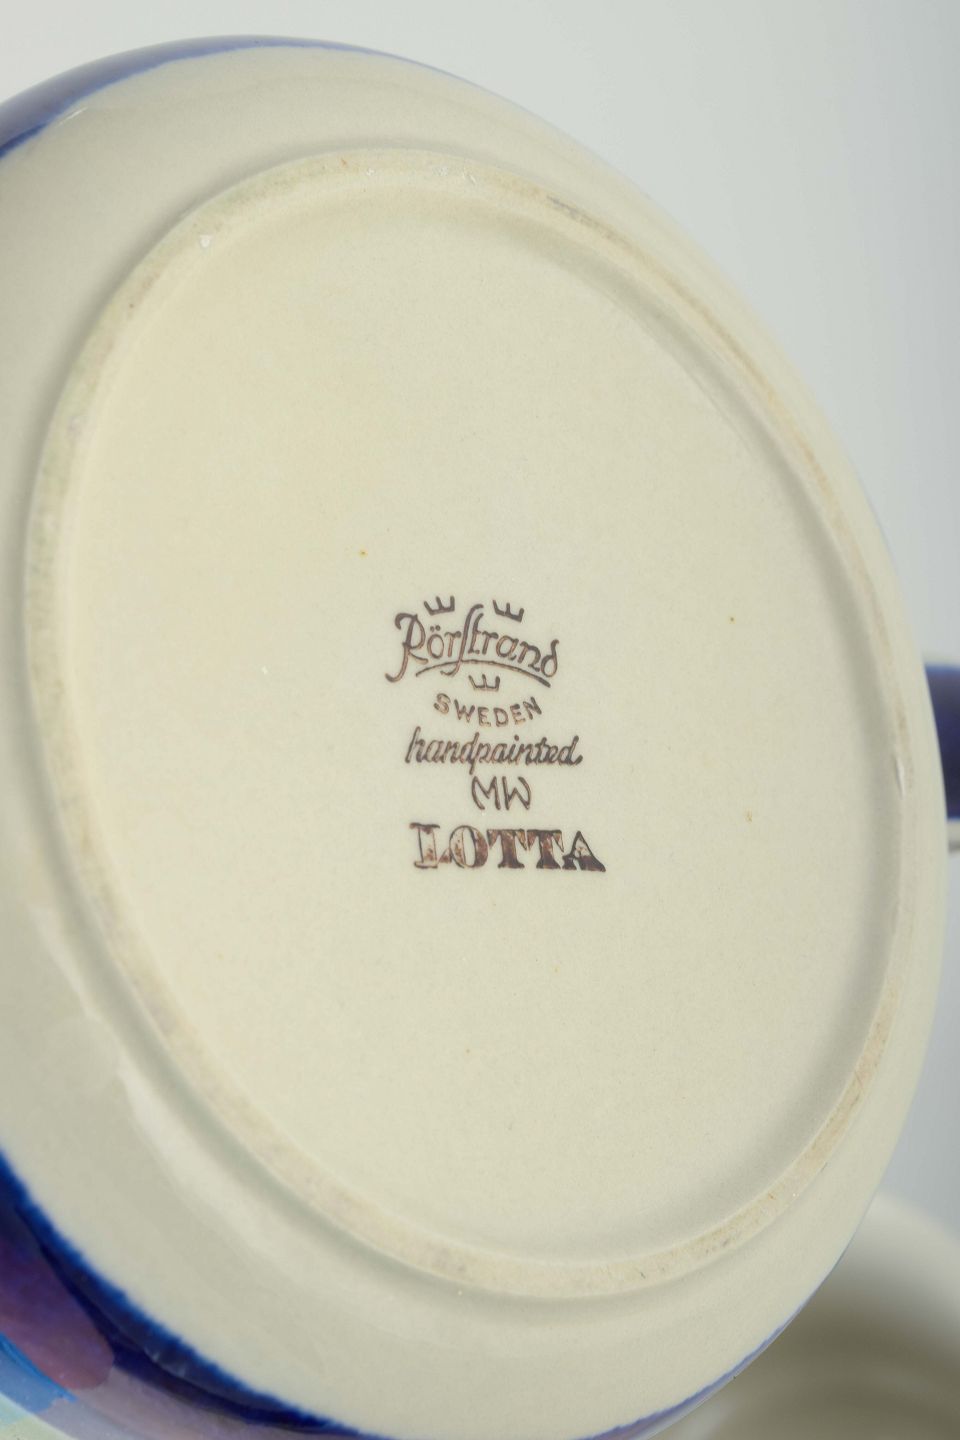 Rörstrand
SWEDEN
handpainted
MW
LOTTA